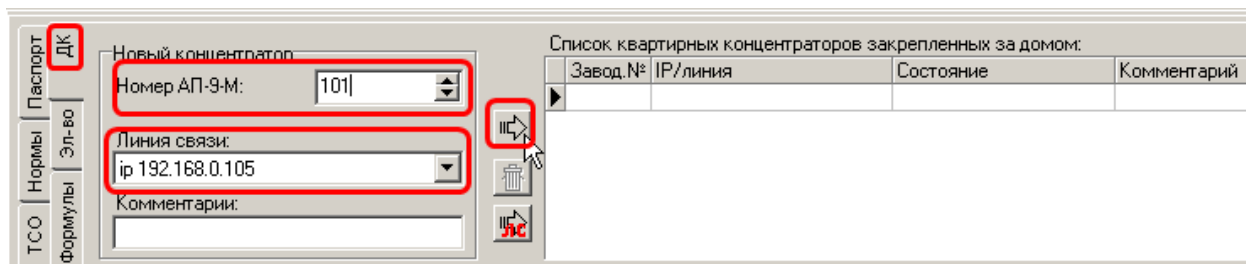 Паспорт
ДК
Нормы
Эл-во
ТСО
Формулы
Новый концентратор
Номер АП-9-М: 101
Линия связи:
ip 192.168.0.105
Комментарии:
ЛС
Список квартирных концентраторов закрепленных за домом:
Завод.№ IP/линия Состояние Комментарий